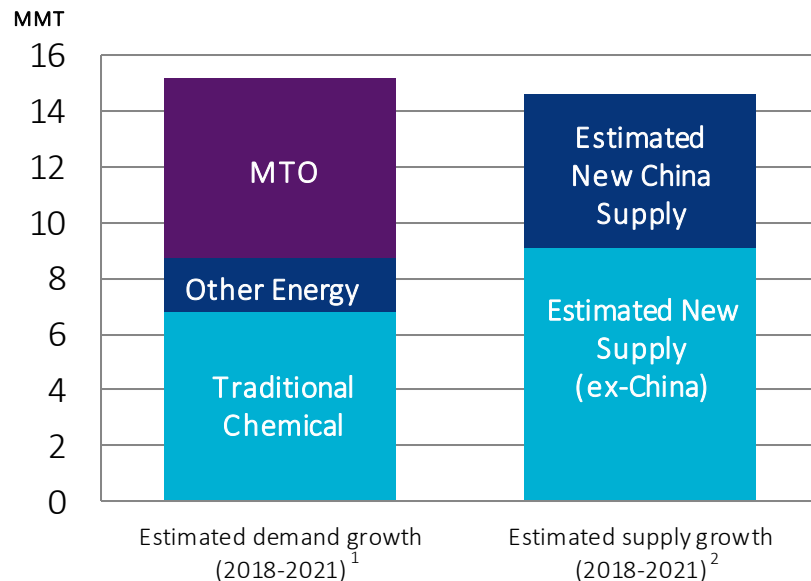 MMT
16
14
12
10
8
6
4
2
0
MTO
Other Energy
Traditional
Chemical
Estimated
New China
Supply
Estimated New
Supply
(ex-China)
Estimated demand growth
(2018-2021) 1
Estimated supply growth
(2018-2021) 2